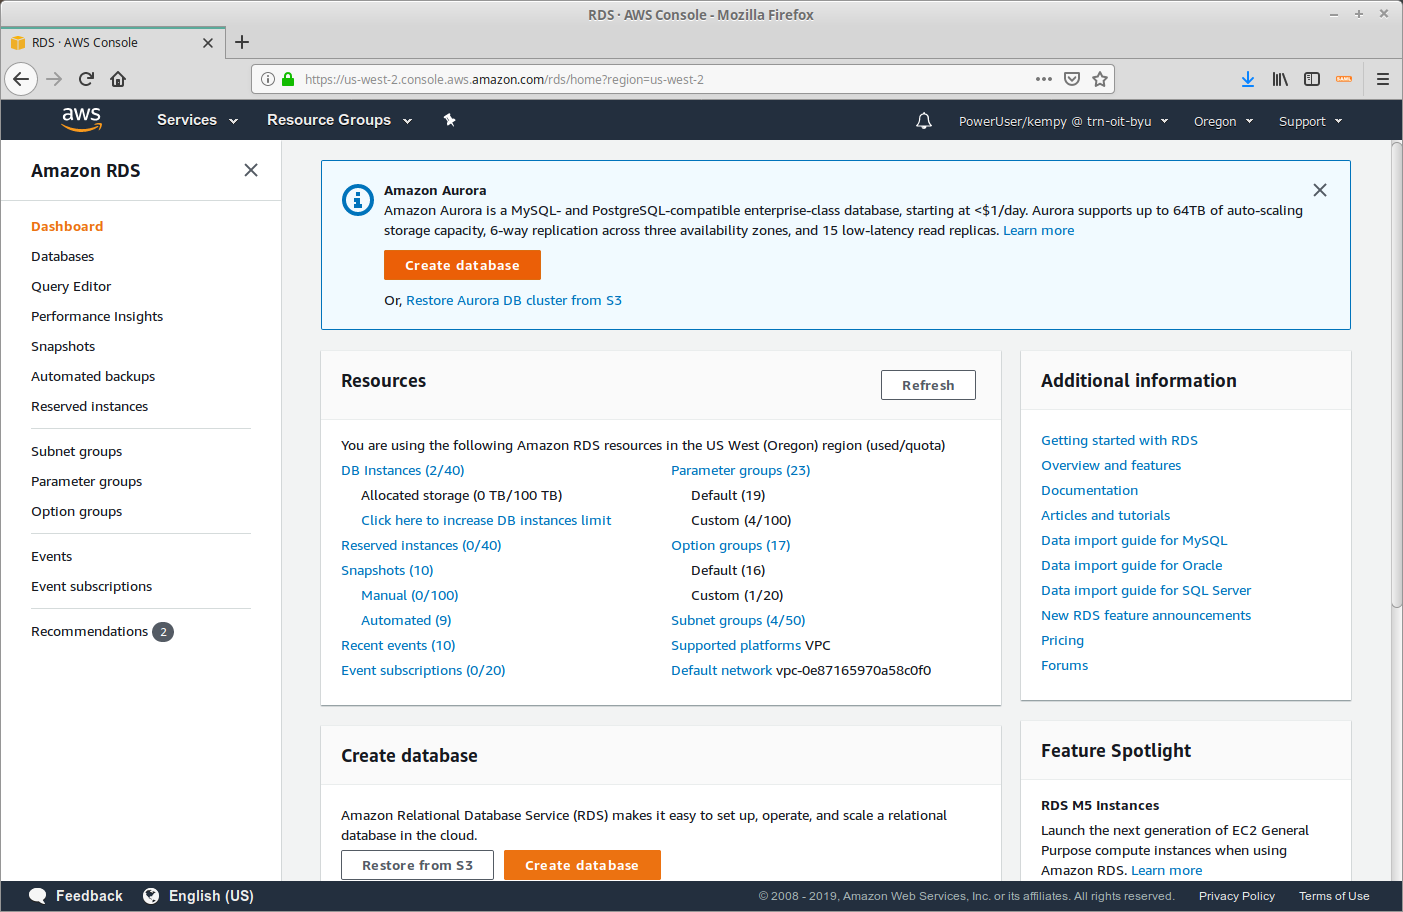 RDS · AWS Console - Mozilla Firefox
RDS · AWS Console
https://us-west-2.console.aws.amazon.com/rds/home?region=us-west-2
aws
Services
Resource Groups
PowerUser/kempy @ trn-oit-byu
Oregon
Support
Amazon RDS
Dashboard
Databases
Query Editor
Performance Insights
Snapshots
Automated backups
Reserved instances
Subnet groups
Parameter groups
Option groups
Events
Event subscriptions
Recommendations 2
Amazon Aurora
Amazon Aurora is a MySQL- and PostgreSQL-compatible enterprise-class database, starting at <$1/day. Aurora supports up to 64TB of auto-scaling
storage capacity, 6-way replication across three availability zones, and 15 low-latency read replicas. Learn more
Create database
Or, Restore Aurora DB cluster from S3
Resources
Refresh
You are using the following Amazon RDS resources in the US West (Oregon) region (used/quota)
DB Instances (2/40)
Allocated storage (0 TB/100 TB)
Click here to increase DB instances limit
Reserved instances (0/40)
Snapshots (10)
Manual (0/100)
Automated (9)
Recent events (10)
Event subscriptions (0/20)
Parameter groups (23)
Default (19)
Custom (4/100)
Option groups (17)
Default (16)
Custom (1/20)
Subnet groups (4/50)
Supported platforms VPC
Default network vpc-0e87165970a58c0f0
Additional information
Getting started with RDS
Overview and features
Documentation
Articles and tutorials
Data import guide for MySQL
Data import guide for Oracle
Data import guide for SQL Server
New RDS feature announcements
Pricing
Forums
Create database
Amazon Relational Database Service (RDS) makes it easy to set up, operate, and scale a relational
database in the cloud.
Restore from S3
Create database
Feature Spotlight
RDS M5 Instances
Launch the next generation of EC2 General
Purpose compute instances when using
Amazon RDS. Learn more
Feedback
English (US)
© 2008 - 2019, Amazon Web Services, Inc. or its affiliates. All rights reserved.
Privacy Policy
Terms of Use